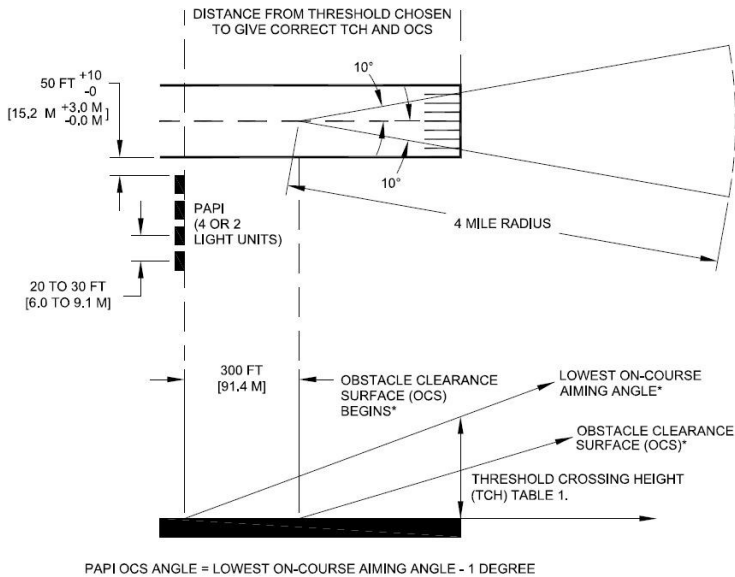 DISTANCE FROM THRESHOLD CHOSEN
TO GIVE CORRECT TCH AND OCS
50 FT +10
-0
[15.2 M +3.0 M
-0.0 M]
10°
10°
PAPI
(4 OR 2
LIGHT UNITS)
4 MILE RADIUS
20 TO 30 FT
[6.0 TO 9.1 M]
300 FT
[91.4 M]
OBSTACLE CLEARANCE
SURFACE (OCS)
BEGINS*
LOWEST ON-COURSE
AIMING ANGLE*
OBSTACLE CLEARANCE
SURFACE (OCS)*
THRESHOLD CROSSING HEIGHT
(TCH) TABLE 1.
PAPI OCS ANGLE = LOWEST ON-COURSE AIMING ANGLE - 1 DEGREE